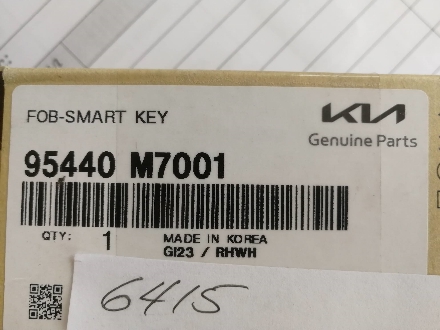 FOB-SMART KEY
KIA
Genuine Parts
95440 M7001
QTY: 1
MADE IN KOREA
GI23 / RHWH
6415